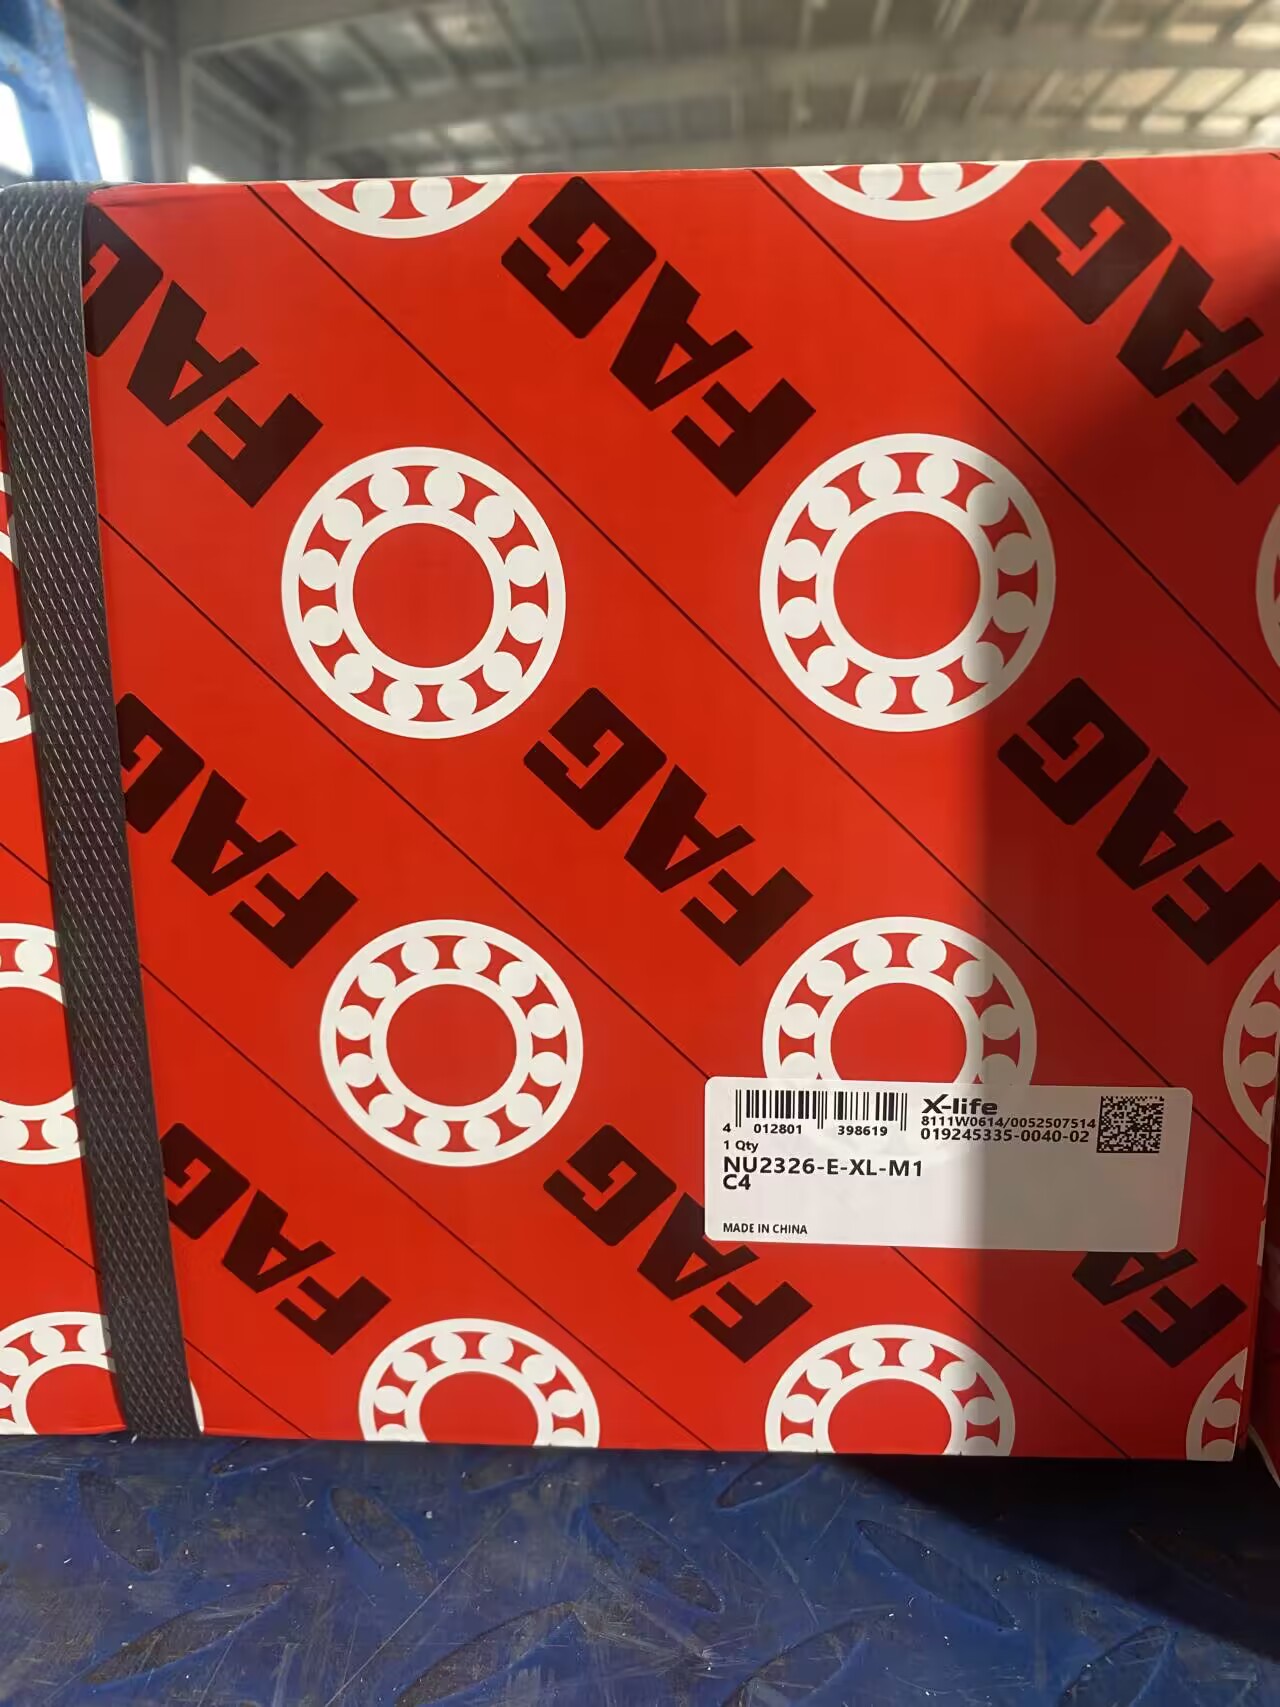 FAG
FAG
FAG
FAG
FAG
FAG
FAG
FAG
FAG
4 012801 398619
X-life
8111W0614/0052507514
019245335-0040-02
1 Qty
NU2326-E-XL-M1
C4
MADE IN CHINA